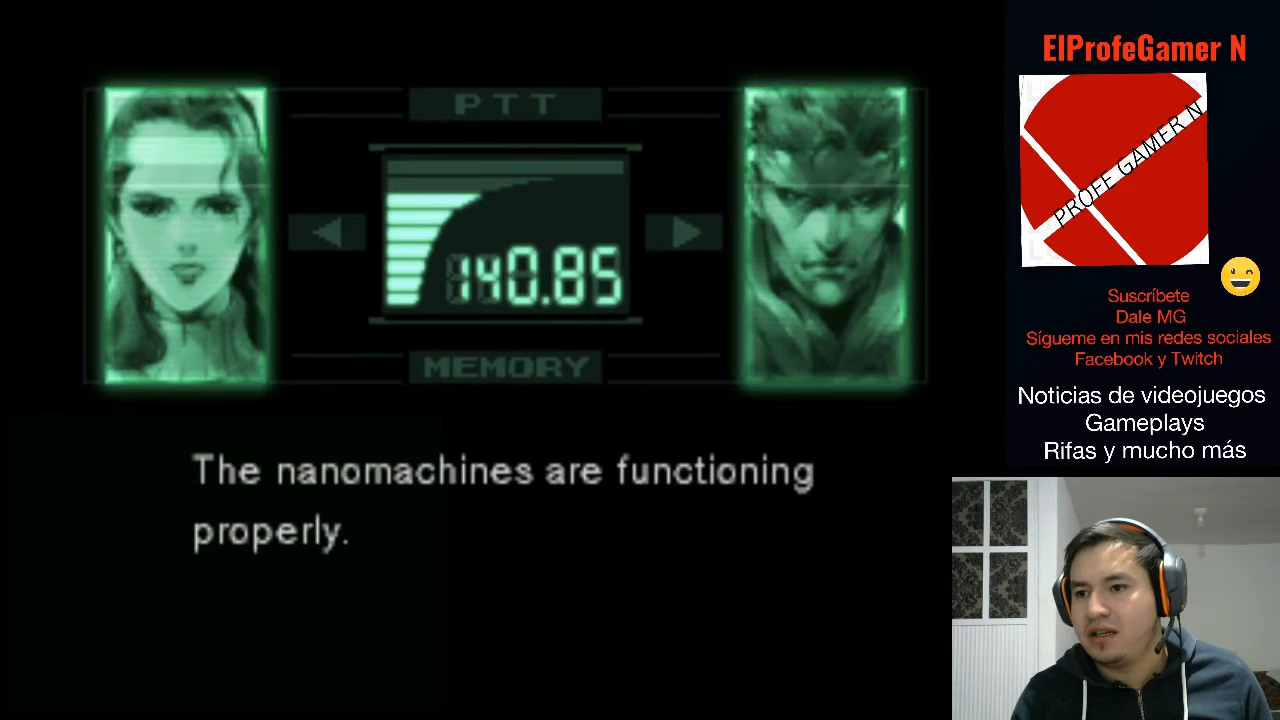 ElProfeGamer N
PTT
PROFF GAMER N
140.85
Suscríbete
Dale MG
Sígueme en mis redes sociales
Facebook y Twitch
MEMORY
Noticias de videojuegos
Gameplays
Rifas y mucho más
The nanomachines are functioning
properly.